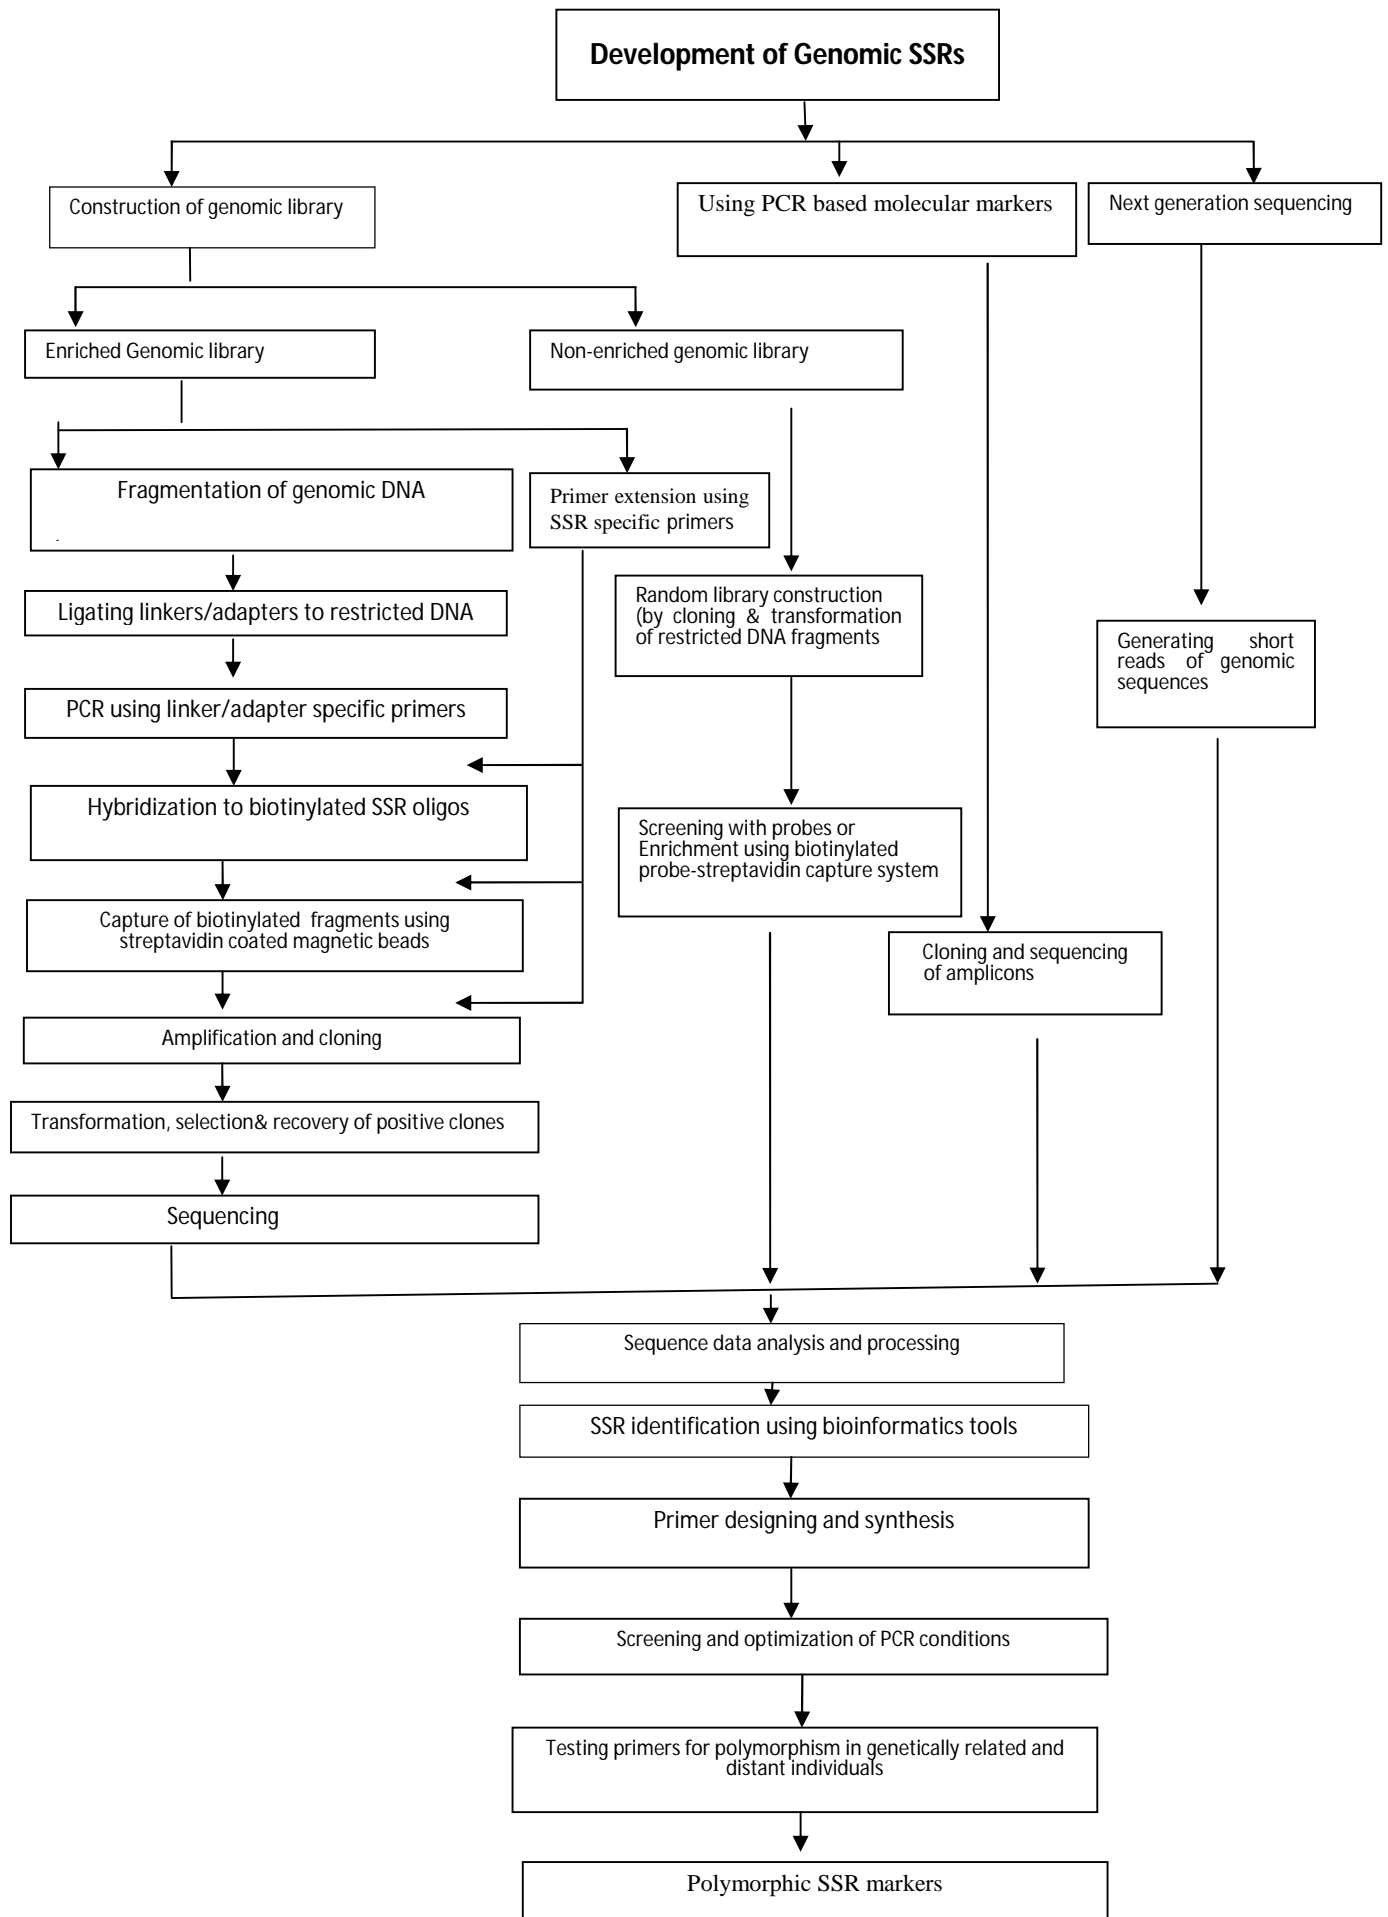 Development of Genomic SSRs
Construction of genomic library
Using PCR based molecular markers
Next generation sequencing
Enriched Genomic library
Non-enriched genomic library
Fragmentation of genomic DNA
.
Primer extension using
SSR specific primers
Ligating linkers/adapters to restricted DNA
Random library construction
(by cloning & transformation
of restricted DNA fragments
Generating short
reads of genomic
sequences
PCR using linker/adapter specific primers
Hybridization to biotinylated SSR oligos
Screening with probes or
Enrichment using biotinylated
probe-streptavidin capture system
Capture of biotinylated fragments using
streptavidin coated magnetic beads
Cloning and sequencing
of amplicons
Amplification and cloning
Transformation, selection& recovery of positive clones
Sequencing
Sequence data analysis and processing
SSR identification using bioinformatics tools
Primer designing and synthesis
Screening and optimization of PCR conditions
Testing primers for polymorphism in genetically related and
distant individuals
Polymorphic SSR markers